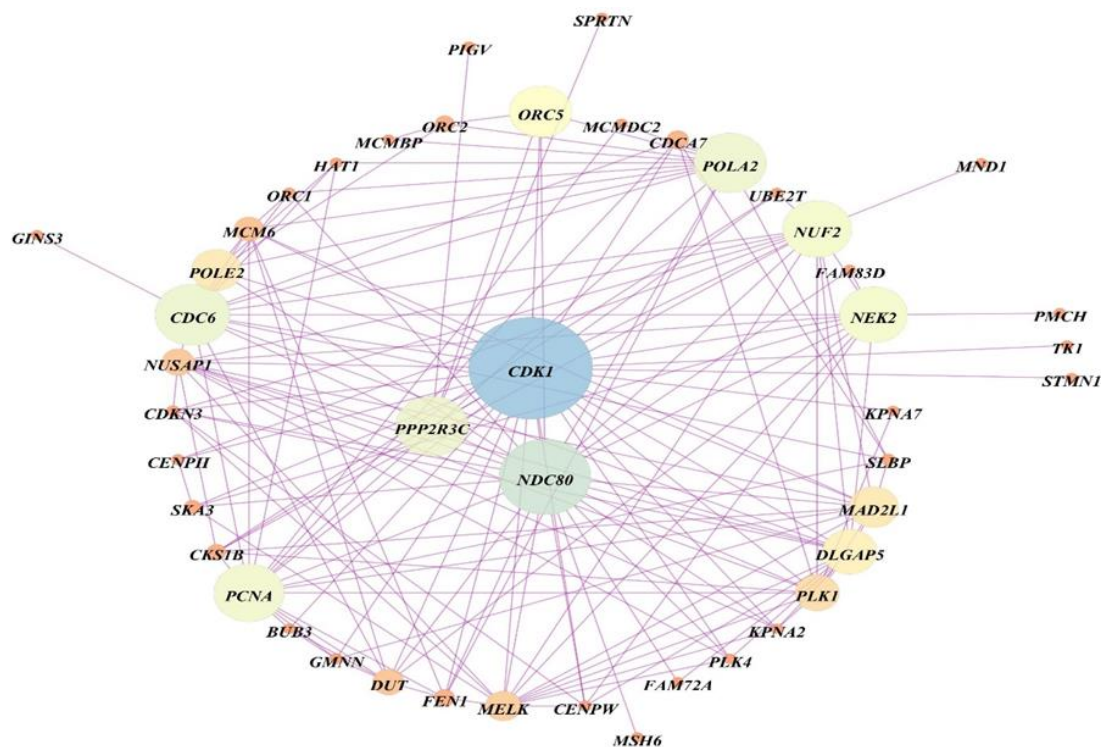 SPRTN
PIGV
ORC5
ORC2
MCMDC2
MCMBP
CDCA7
POLA2
HAT1
MND1
ORC1
UBE2T
MCM6
NUF2
GINS3
POLE2
FAM83D
CDC6
NEK2
PMCH
TK1
NUSAP1
CDK1
STMN1
CDKN3
KPNA7
PPP2R3C
CENPH
SLBP
NDC80
SKA3
MAD2L1
CKS1B
DLGAP5
PCNA
PLK1
BUB3
KPNA2
GMNN
PLK4
DUT
FAM72A
FEN1
MELK
CENPW
MSH6